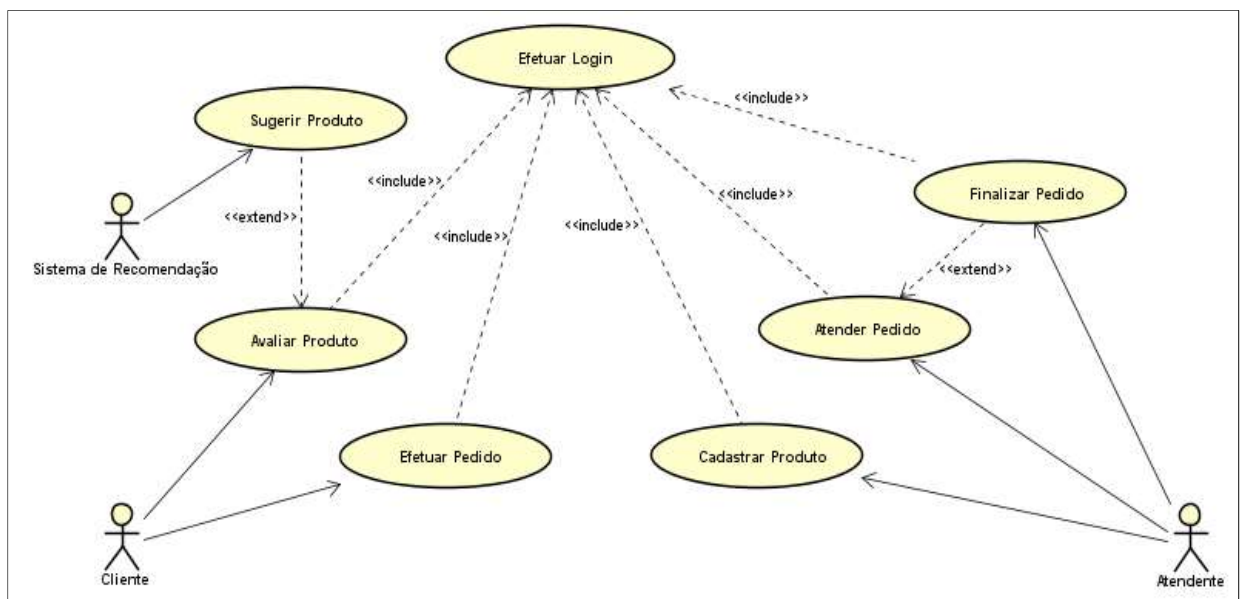 Efetuar Login
<<include>>
Sugerir Produto
<<include>>
<<include>>
Finalizar Pedido
<<extend>>
<<include>>
<<include>>
Sistema de Recomendação
<<extend>>
Atender Pedido
Avaliar Produto
Efetuar Pedido
Cadastrar Produto
Cliente
Atendente